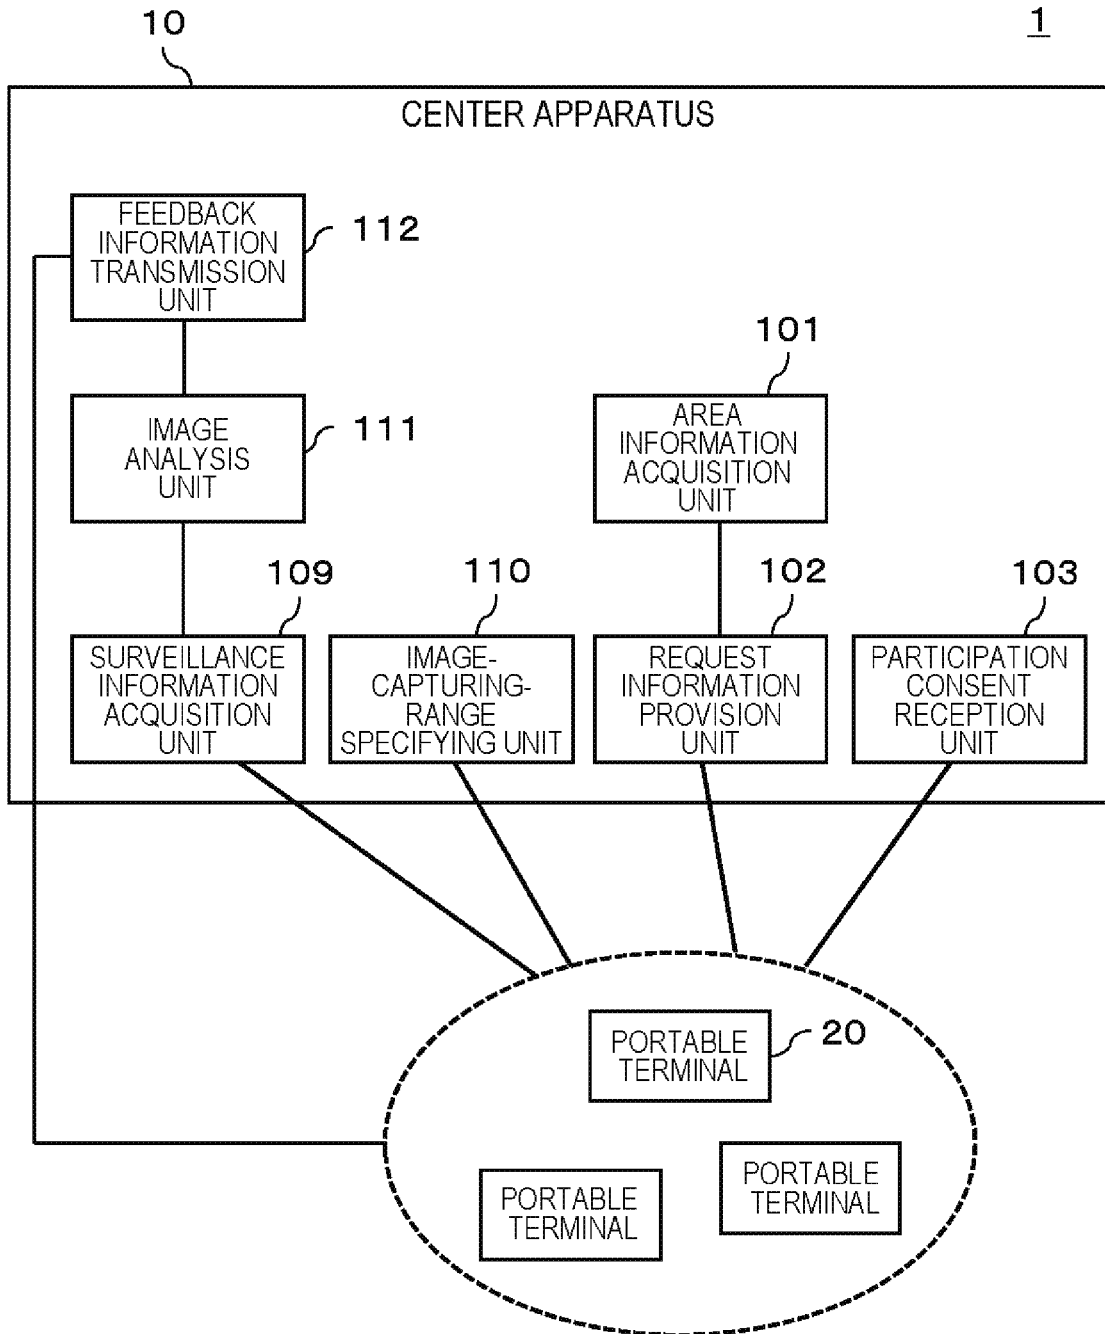 10
1
CENTER APPARATUS
FEEDBACK
INFORMATION
TRANSMISSION
UNIT
112
101
IMAGE
ANALYSIS
UNIT
111
AREA
INFORMATION
ACQUISITION
UNIT
109
110
102
103
SURVEILLANCE
INFORMATION
ACQUISITION
UNIT
IMAGE-
CAPTURING-
RANGE
SPECIFYING UNIT
REQUEST
INFORMATION
PROVISION
UNIT
PARTICIPATION
CONSENT
RECEPTION
UNIT
PORTABLE
TERMINAL
20
PORTABLE
TERMINAL
PORTABLE
TERMINAL